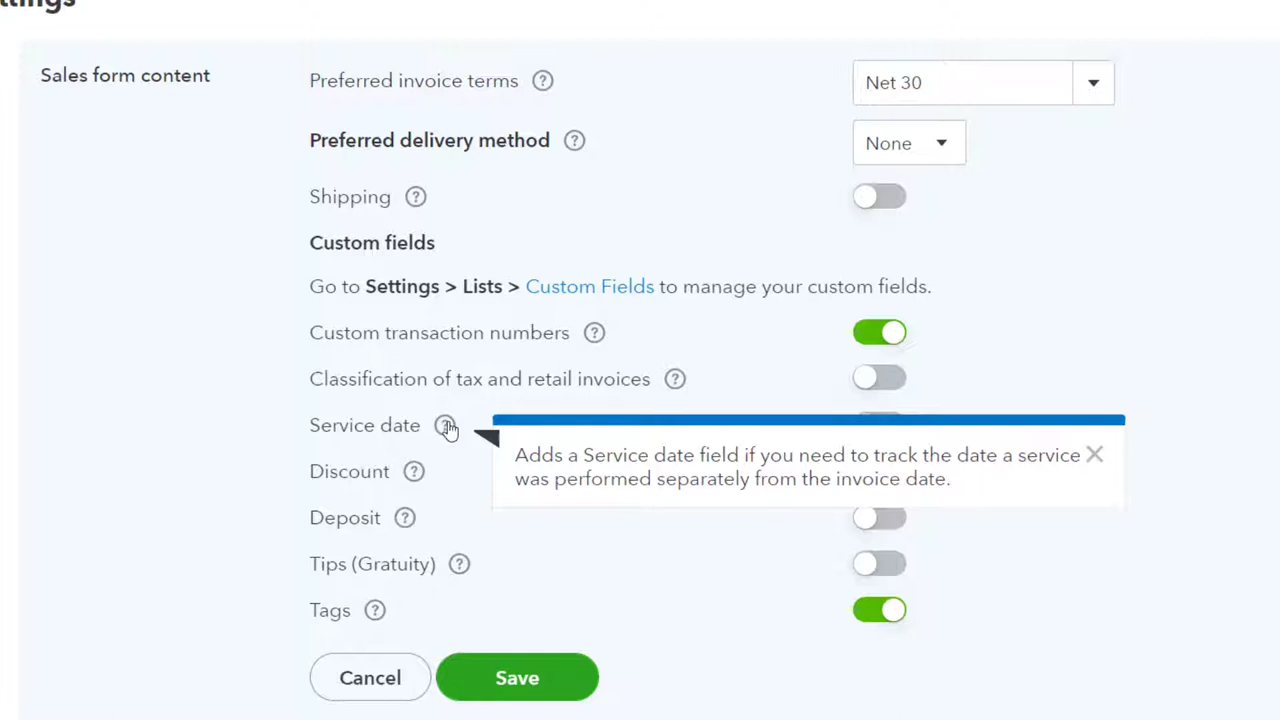 Sales form content
Preferred invoice terms ?
Net 30
Preferred delivery method ?
None
Shipping ?
Custom fields
Go to Settings > Lists > Custom Fields to manage your custom fields.
Custom transaction numbers ?
Classification of tax and retail invoices ?
Service date ?
Adds a Service date field if you need to track the date a service
was performed separately from the invoice date.
Discount ?
Deposit ?
Tips (Gratuity) ?
Tags ?
Cancel
Save